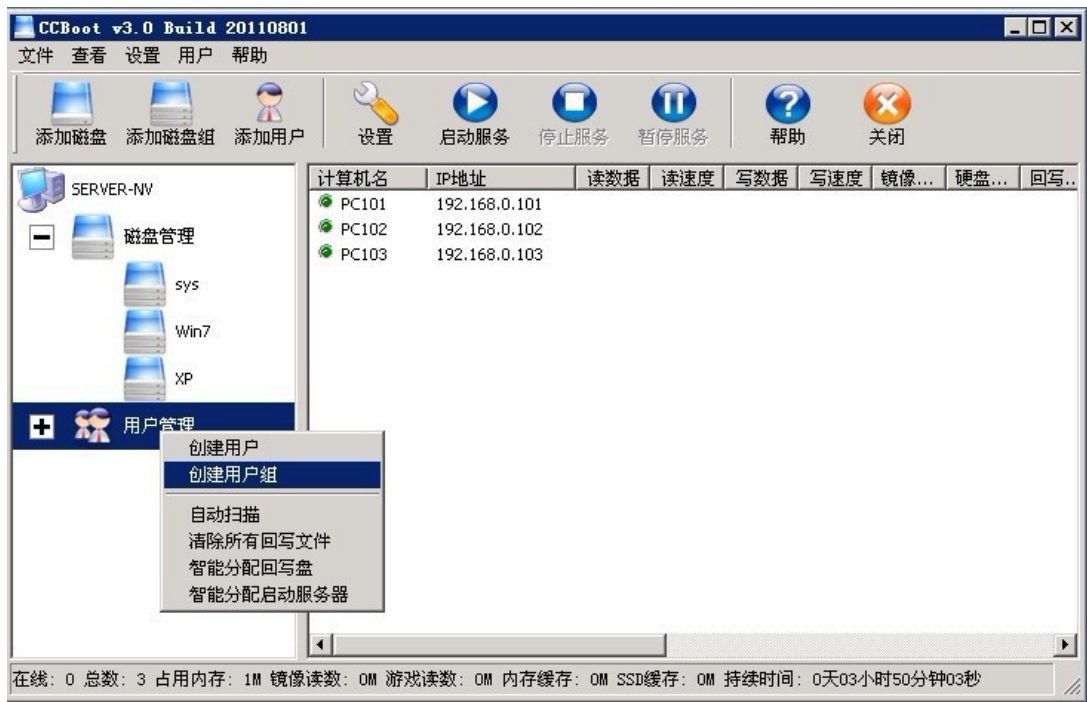 CCBoot v3.0 Build 20110801
文件 查看 设置 用户 帮助
添加磁盘 添加磁盘组 添加用户 设置 启动服务 停止服务 暂停服务 帮助 关闭
SERVER-NV
磁盘管理
sys
Win7
XP
用户管理
创建用户
创建用户组
自动扫描
清除所有回写文件
智能分配回写盘
智能分配启动服务器
计算机名 IP地址 读数据 读速度 写数据 写速度 镜像... 硬盘... 回写..
PC101 192.168.0.101
PC102 192.168.0.102
PC103 192.168.0.103
在线: 0 总数: 3 占用内存: 1M 镜像读数: 0M 游戏读数: 0M 内存缓存: 0M SSD缓存: 0M 持续时间: 0天03小时50分钟03秒